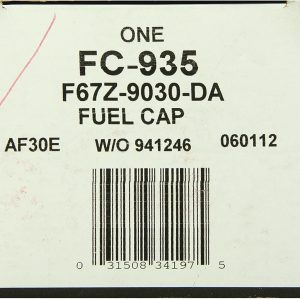 ONE
FC-935
F67Z-9030-DA
FUEL CAP
AF30E W/O 941246 060112
0 31508 34197 5